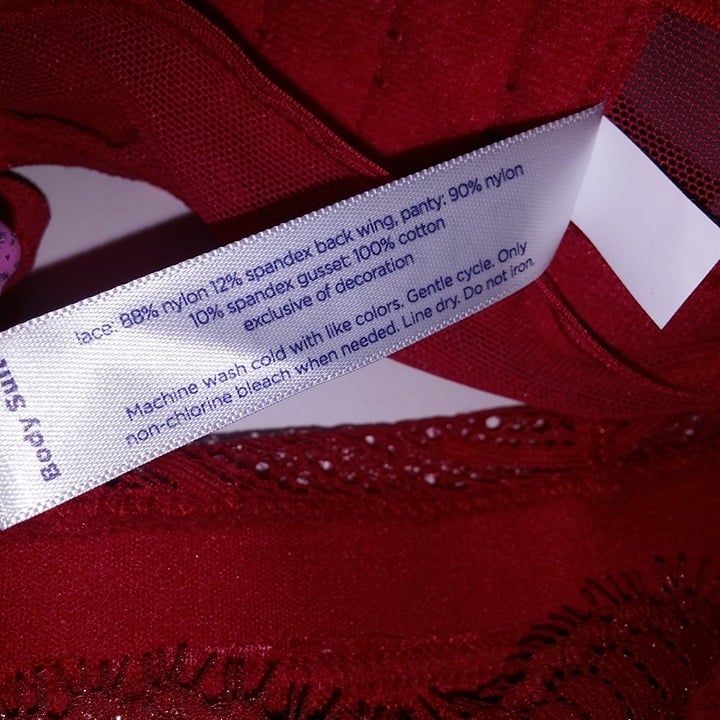 lace: 88% nylon 12% spandex back wing, panty: 90% nylon
10% spandex gusset: 100% cotton
exclusive of decoration
Machine wash cold with like colors. Gentle cycle. Only
non-chlorine bleach when needed. Line dry. Do not iron.
Body Suit